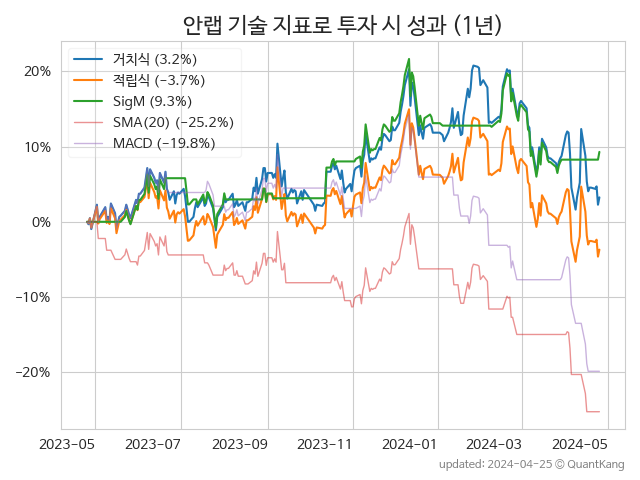 안랩 기술 지표로 투자 시 성과 (1년)
거치식 (3.2%)
적립식 (−3.7%)
SigM (9.3%)
SMA(20) (−25.2%)
MACD (−19.8%)
20%
10%
0%
−10%
−20%
2023-05 2023-07 2023-09 2023-11 2024-01 2024-03 2024-05
updated: 2024-04-25 © QuantKang